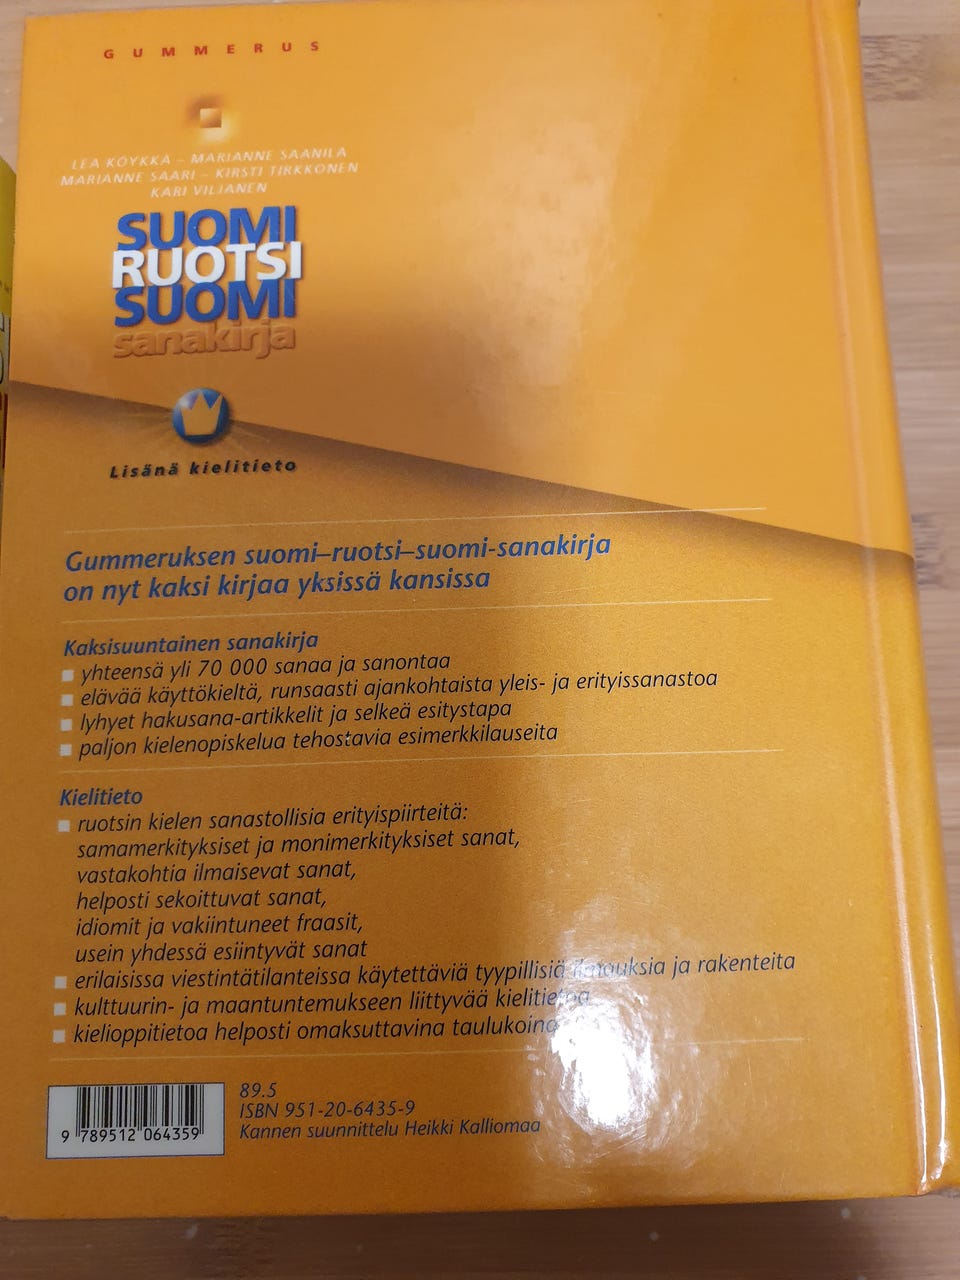 GUMMERUS
LEA KÖYKKÄ – MARIANNE SAANILA
MARIANNE SAARI – KIRSTI TIRKKONEN
KARI VILJANEN
SUOMI
RUOTSI
SUOMI
sanakirja
Lisänä kielitieto
Gummeruksen suomi–ruotsi–suomi-sanakirja
on nyt kaksi kirjaa yksissä kansissa
Kaksisuuntainen sanakirja
yhteensä yli 70 000 sanaa ja sanontaa
elävää käyttökieltä, runsaasti ajankohtaista yleis- ja erityissanastoa
lyhyet hakusana-artikkelit ja selkeä esitystapa
paljon kielenopiskelua tehostavia esimerkkilauseita
Kielitieto
ruotsin kielen sanastollisia erityispiirteitä:
samamerkityksiset ja monimerkityksiset sanat,
vastakohtia ilmaisevat sanat,
helposti sekoittuvat sanat,
idiomit ja vakiintuneet fraasit,
usein yhdessä esiintyvät sanat
erilaisissa viestintätilanteissa käytettäviä tyypillisiä ilmauksia ja rakenteita
kulttuurin- ja maantuntemukseen liittyvää kielitietoa
kielioppitietoa helposti omaksuttavina taulukoina
89.5
ISBN 951-20-6435-9
Kannen suunnittelu Heikki Kalliomaa
9 789512 064359